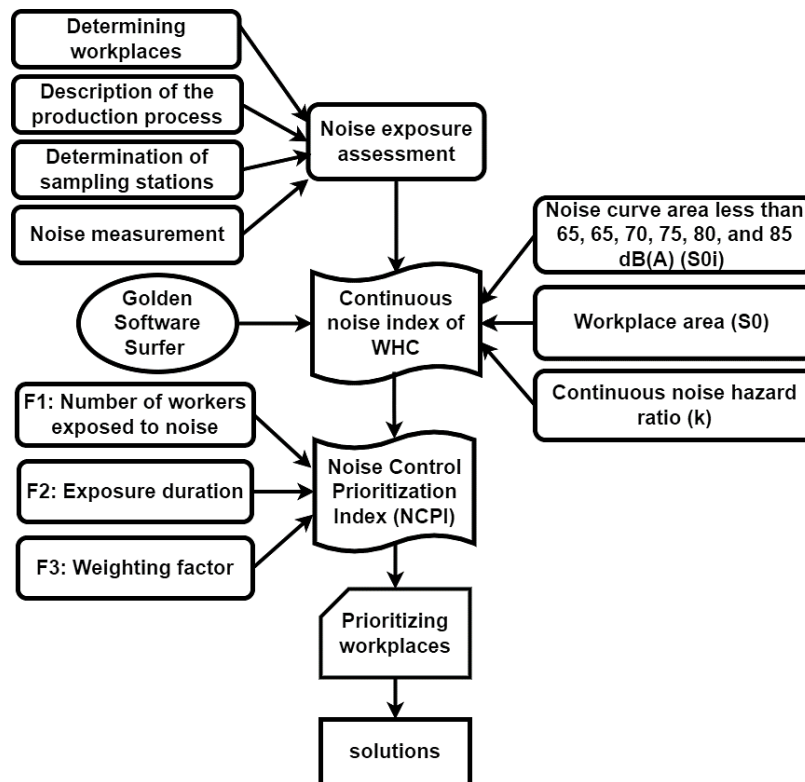 Determining
workplaces
Description of the
production process
Determination of
sampling stations
Noise measurement
Noise exposure
assessment
Golden
Software
Surfer
Continuous
noise index of
WHC
Noise curve area less than
65, 65, 70, 75, 80, and 85
dB(A) (S0i)
Workplace area (S0)
Continuous noise hazard
ratio (k)
F1: Number of workers
exposed to noise
F2: Exposure duration
F3: Weighting factor
Noise Control
Prioritization
Index (NCPI)
Prioritizing
workplaces
solutions